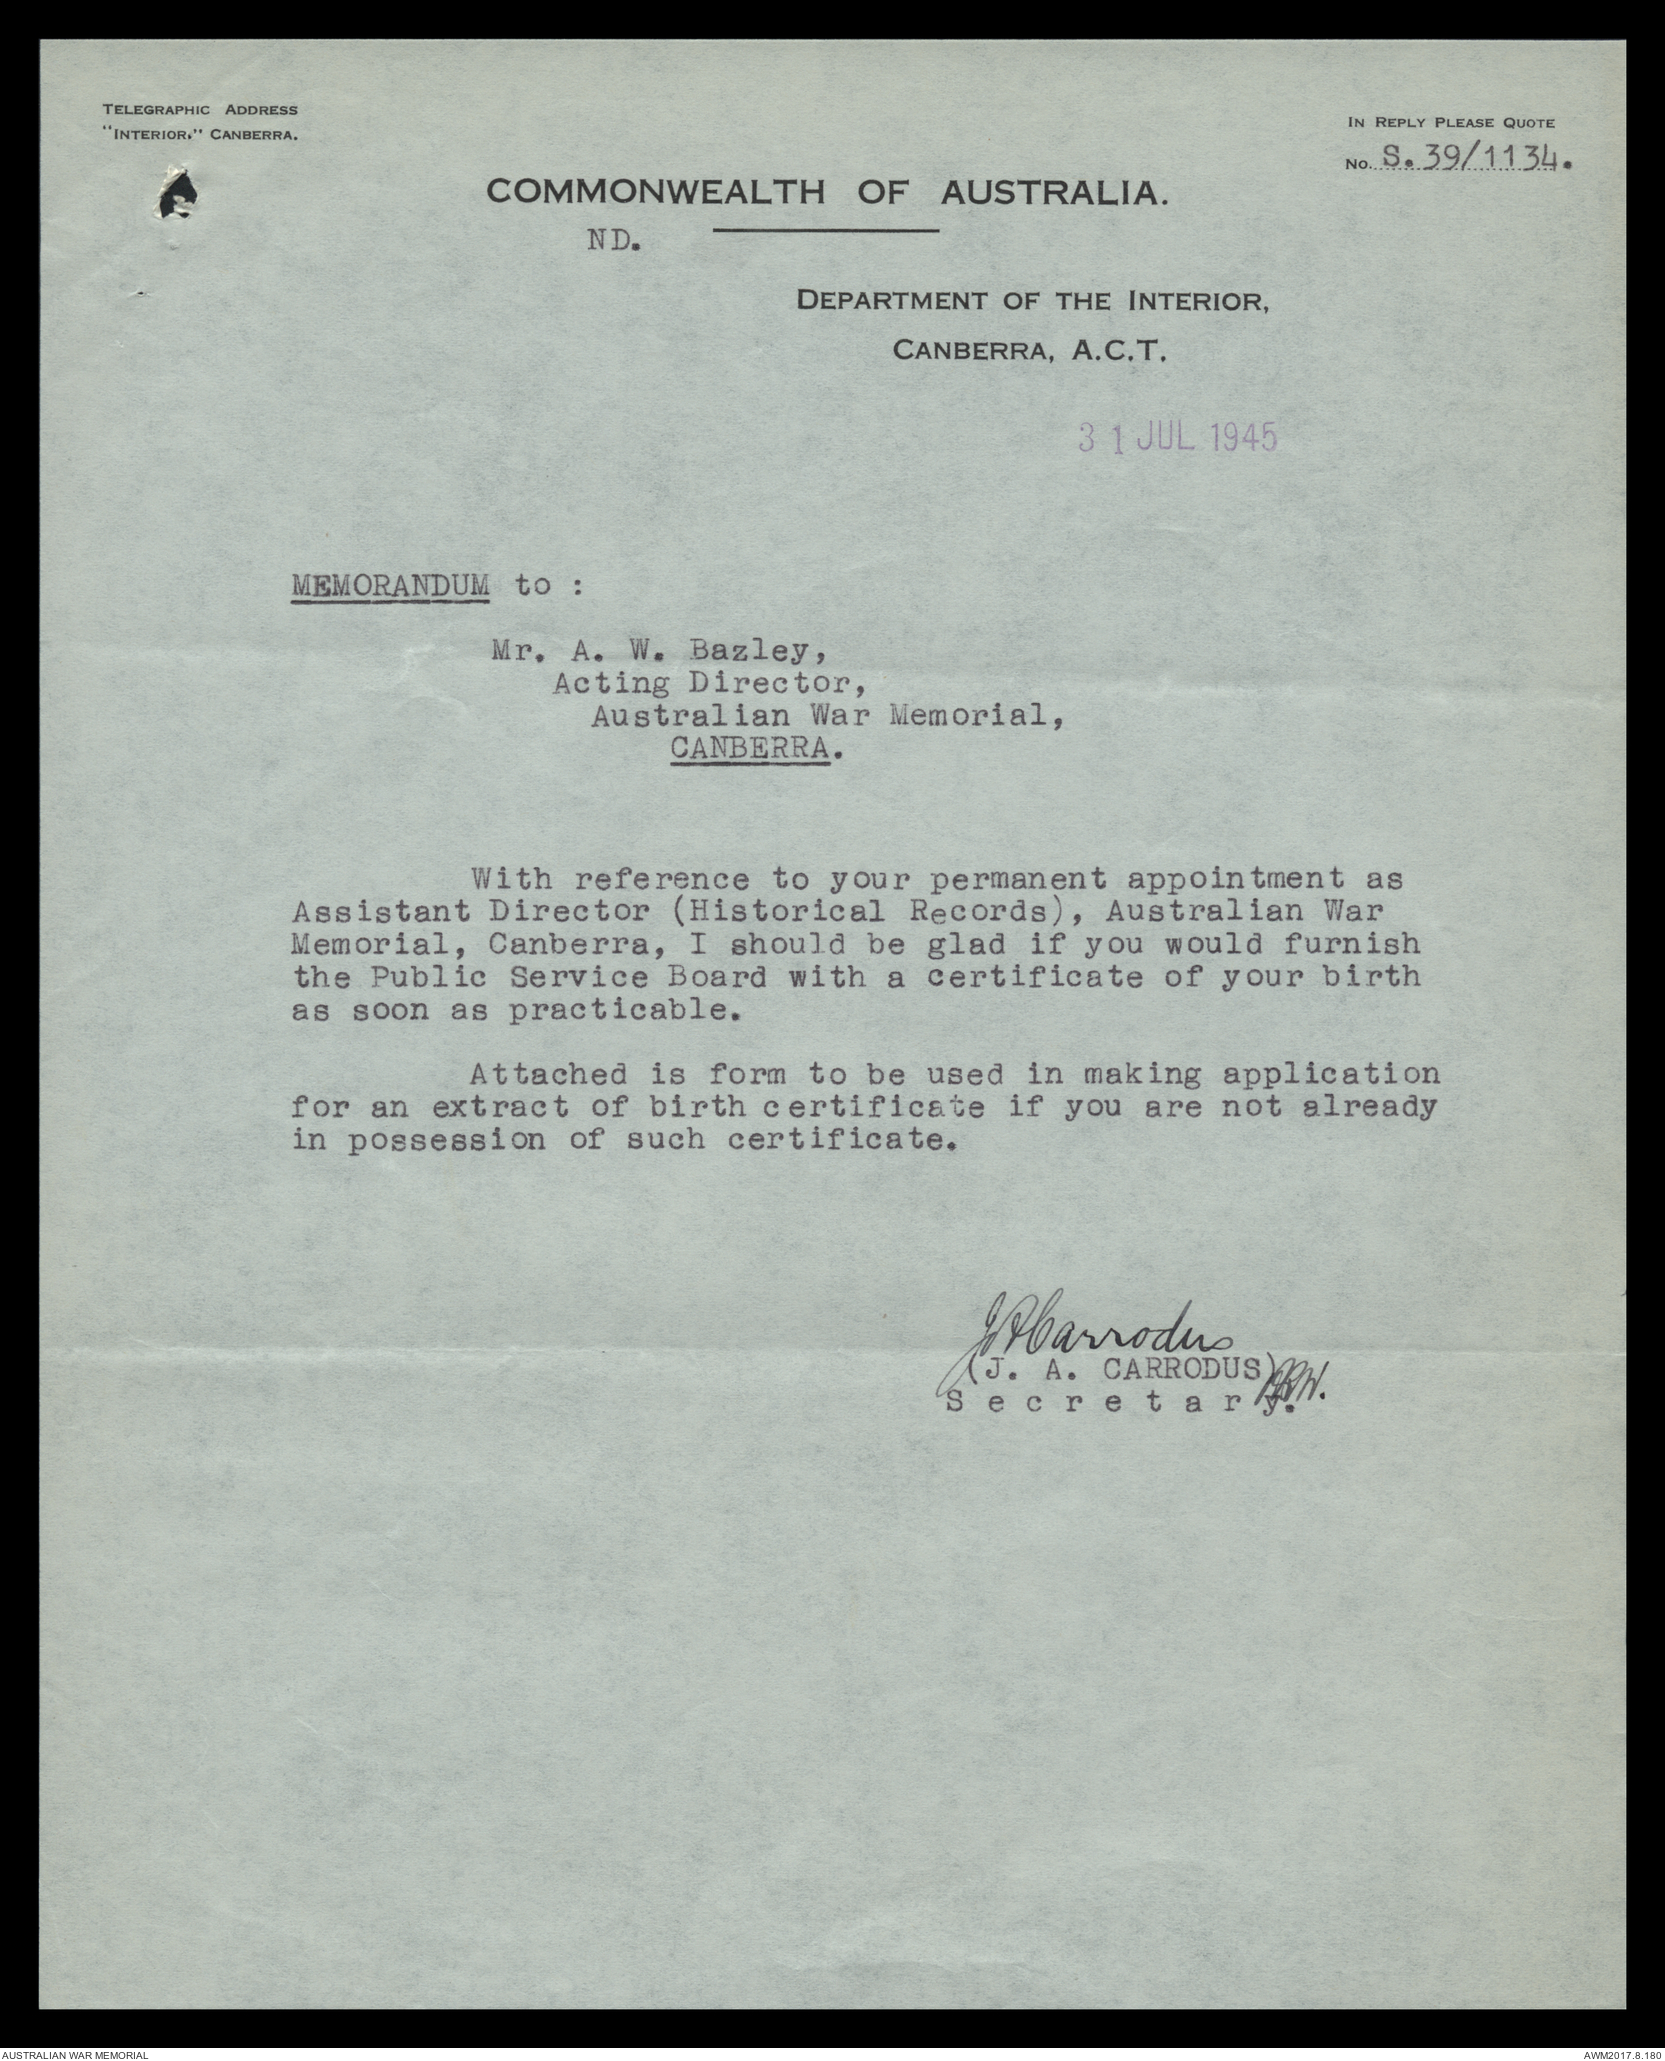 TELEGRAPHIC ADDRESS
"INTERIOR," CANBERRA.
IN REPLY PLEASE QUOTE
No. S. 39/1134.
COMMONWEALTH OF AUSTRALIA.
ND.
DEPARTMENT OF THE INTERIOR,
CANBERRA, A.C.T.
31 JUL 1945
MEMORANDUM to :
Mr. A. W. Bazley,
Acting Director,
Australian War Memorial,
CANBERRA.
With reference to your permanent appointment as
Assistant Director (Historical Records), Australian War
Memorial, Canberra, I should be glad if you would furnish
the Public Service Board with a certificate of your birth
as soon as practicable.
Attached is form to be used in making application
for an extract of birth certificate if you are not already
in possession of such certificate.
JACarrodus
(J. A. CARRODUS)
Secretary.
AUSTRALIAN WAR MEMORIAL
AWM2017.8.180